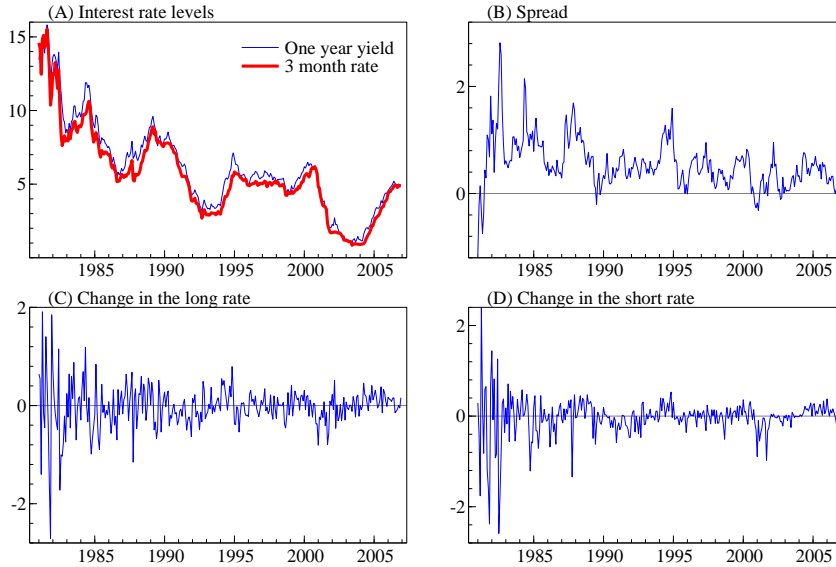 (A) Interest rate levels
15
10
5
One year yield
3 month rate
1985 1990 1995 2000 2005
(B) Spread
2
0
1985 1990 1995 2000 2005
(C) Change in the long rate
2
0
-2
1985 1990 1995 2000 2005
(D) Change in the short rate
2
0
-2
1985 1990 1995 2000 2005